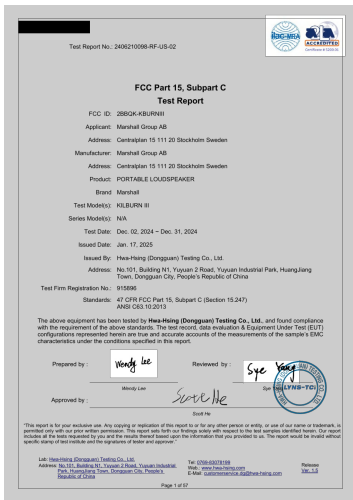 ilac-MRA
ACCREDITED
Test Report No.: 2406210098-RF-US-02
FCC Part 15, Subpart C
Test Report
FCC ID: 2BBQK-KBURNIII
Applicant: Marshall Group AB
Address: Centralplan 15 111 20 Stockholm Sweden
Manufacturer: Marshall Group AB
Address: Centralplan 15 111 20 Stockholm Sweden
Product: PORTABLE LOUDSPEAKER
Brand Marshall
Test Model(s): KILBURN III
Series Model(s): N/A
Test Date: Dec. 02, 2024 ~ Dec. 31, 2024
Issued Date: Jan. 17, 2025
Issued By: Hwa-Hsing (Dongguan) Testing Co., Ltd.
Address: No.101, Building N1, Yuyuan 2 Road, Yuyuan Industrial Park, HuangJiang
Town, Dongguan City, People's Republic of China
Test Firm Registration No.: 915896
Standards: 47 CFR FCC Part 15, Subpart C (Section 15.247)
ANSI C63.10:2013
The above equipment has been tested by Hwa-Hsing (Dongguan) Testing Co., Ltd., and found compliance
with the requirement of the above standards. The test record, data evaluation & Equipment Under Test (EUT)
configurations represented herein are true and accurate accounts of the measurements of the sample's EMC
characteristics under the conditions specified in this report.
Prepared by : Wendy Lee Reviewed by : Sye Yang
Wendy Lee Sye
LYNS-TCI
Approved by : Scott He
Scott He
"This report is for your exclusive use. Any copying or replication of this report to or for any other person or entity, or use of our name or trademark, is
permitted only with our prior written permission. This report sets forth our findings solely with respect to the test samples identified herein. Our report
includes all the tests requested by you and the results thereof based upon the information that you provided to us. The report would be invalid without
specific stamp of test institute and the signatures of tester and approver."
Lab: Hwa-Hsing (Dongguan) Testing Co., Ltd.
Address: No.101, Building N1, Yuyuan 2 Road, Yuyuan Industrial
Park, HuangJiang Town, Dongguan City, People's
Republic of China
Tel: 0769-83078199
Web.: www.hwa-hsing.com
E-Mail: customerservice.dg@hwa-hsing.com
Release
Ver. 1.5
Page 1 of 57